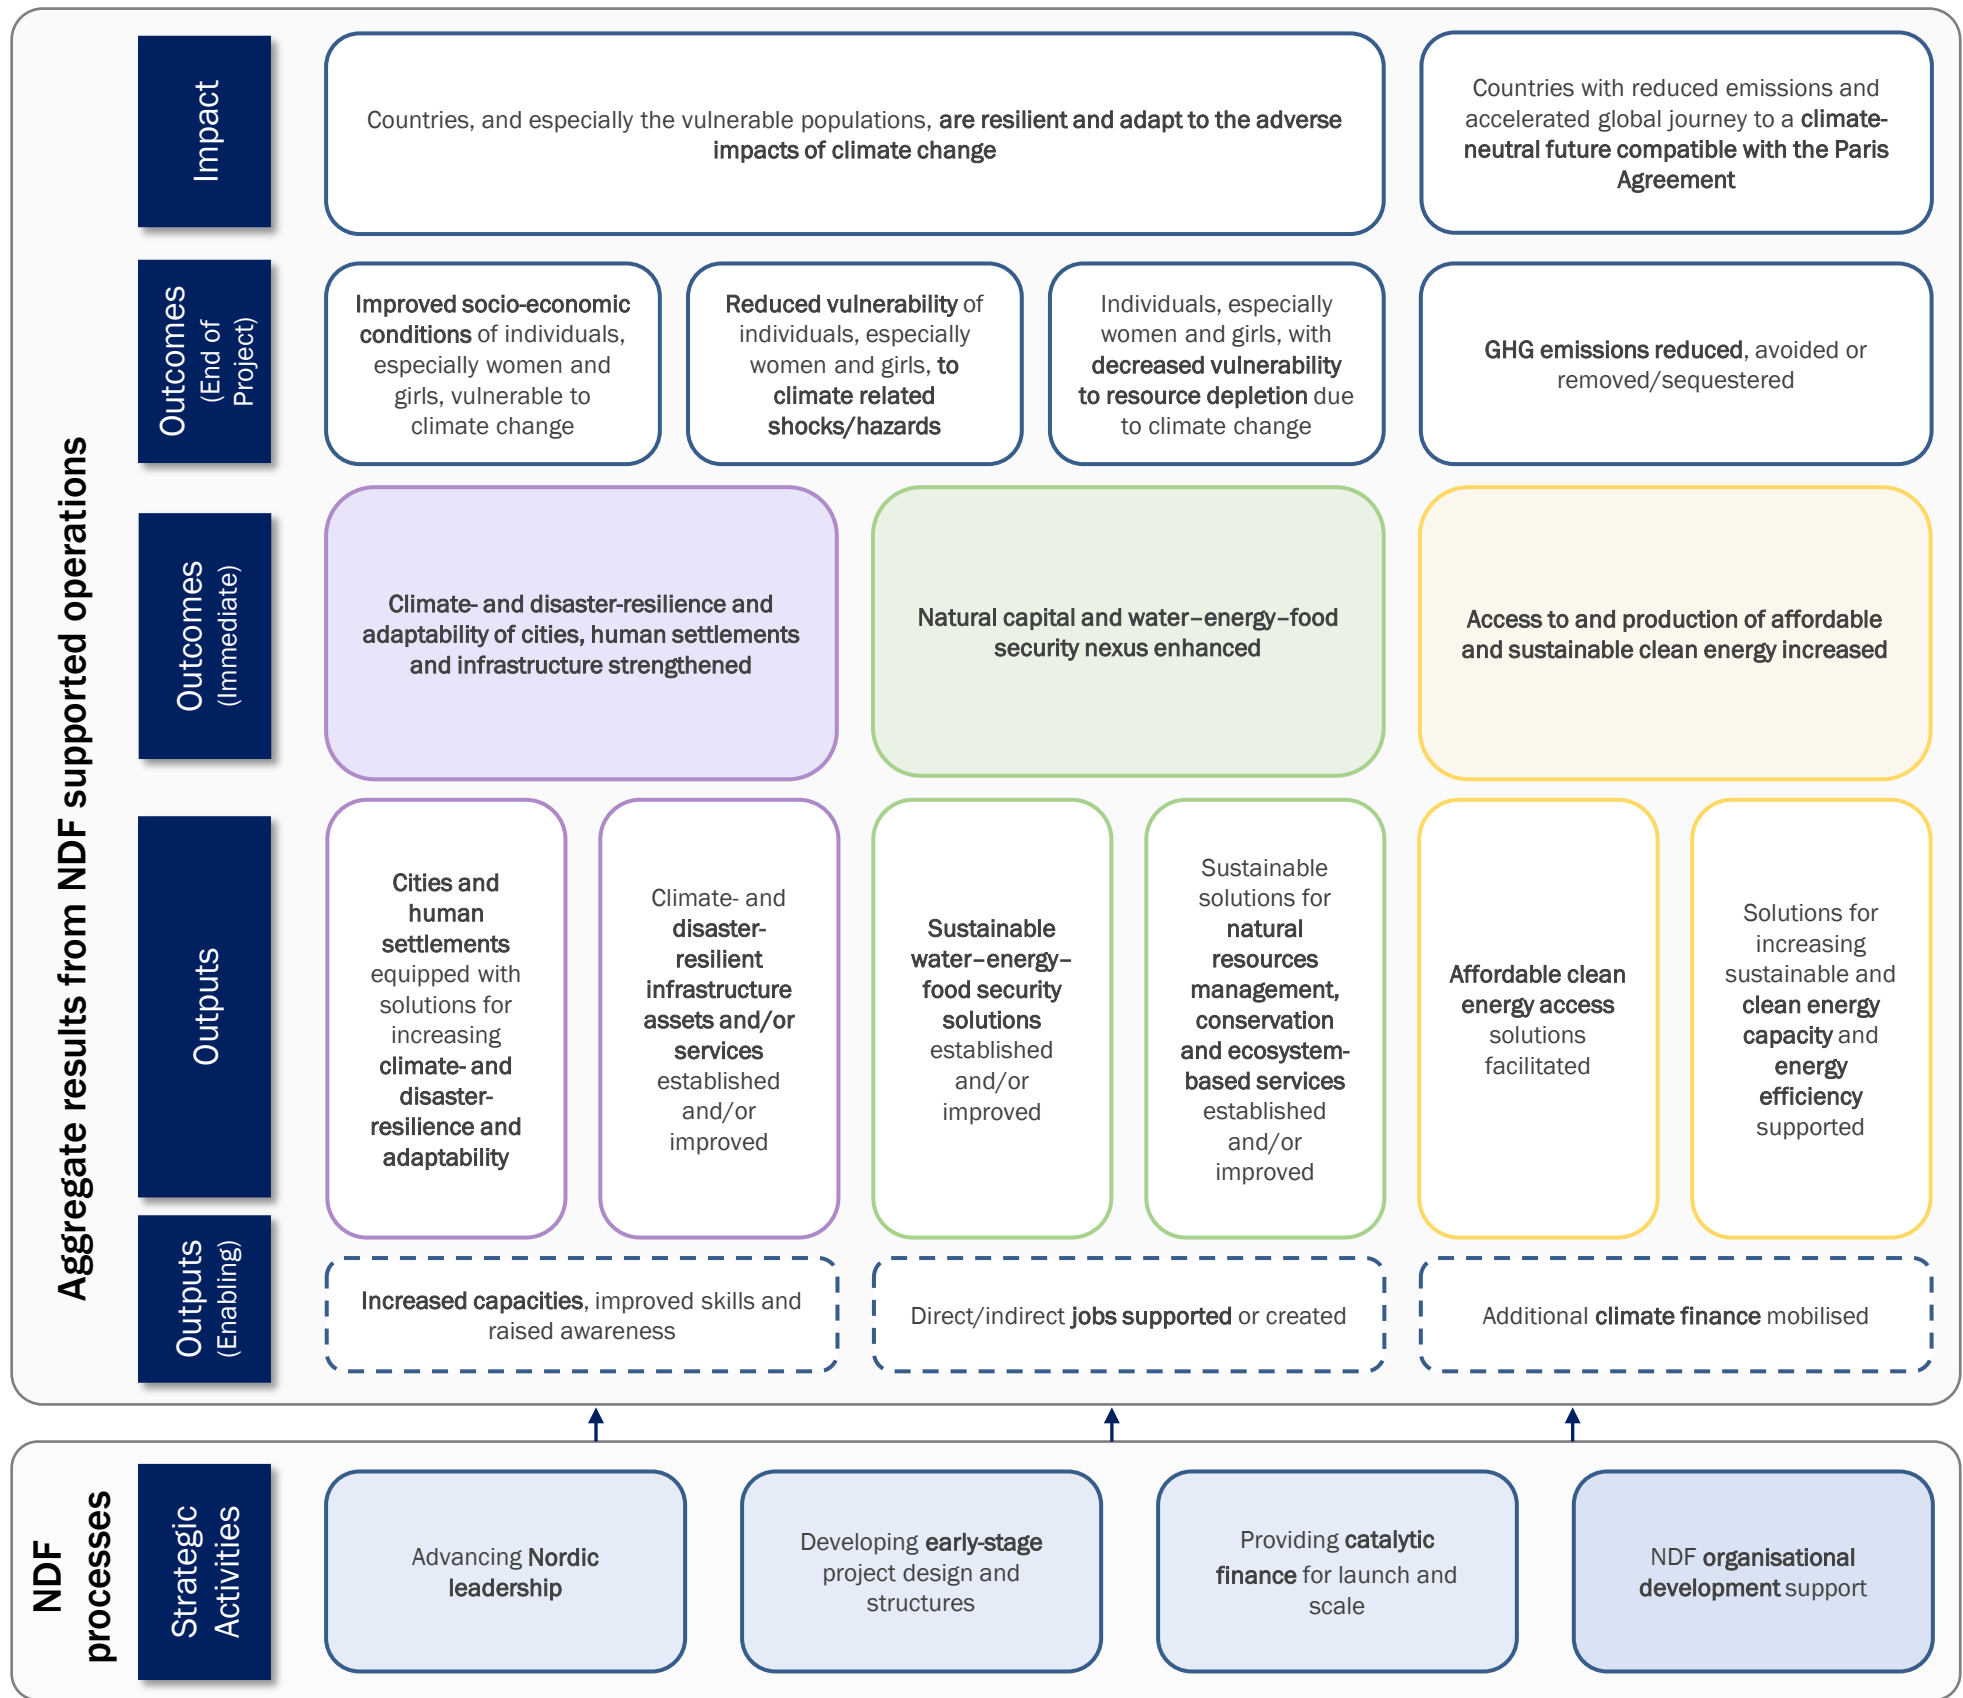 Aggregate results from NDF supported operations
Impact
Countries, and especially the vulnerable populations, are resilient and adapt to the adverse
impacts of climate change
Countries with reduced emissions and
accelerated global journey to a climate-
neutral future compatible with the Paris
Agreement
Outcomes
(End of
Project)
Improved socio-economic
conditions of individuals,
especially women and
girls, vulnerable to
climate change
Reduced vulnerability of
individuals, especially
women and girls, to
climate related
shocks/hazards
Individuals, especially
women and girls, with
decreased vulnerability
to resource depletion due
to climate change
GHG emissions reduced, avoided or
removed/sequestered
Outcomes
(Immediate)
Climate- and disaster-resilience and
adaptability of cities, human settlements
and infrastructure strengthened
Natural capital and water–energy–food
security nexus enhanced
Access to and production of affordable
and sustainable clean energy increased
Outputs
Cities and
human
settlements
equipped with
solutions for
increasing
climate- and
disaster-
resilience and
adaptability
Climate- and
disaster-
resilient
infrastructure
assets and/or
services
established
and/or
improved
Sustainable
water–energy–
food security
solutions
established
and/or
improved
Sustainable
solutions for
natural
resources
management,
conservation
and ecosystem-
based services
established
and/or
improved
Affordable clean
energy access
solutions
facilitated
Solutions for
increasing
sustainable and
clean energy
capacity and
energy
efficiency
supported
Outputs
(Enabling)
Increased capacities, improved skills and
raised awareness
Direct/indirect jobs supported or created
Additional climate finance mobilised
NDF
processes
Strategic
Activities
Advancing Nordic
leadership
Developing early-stage
project design and
structures
Providing catalytic
finance for launch and
scale
NDF organisational
development support